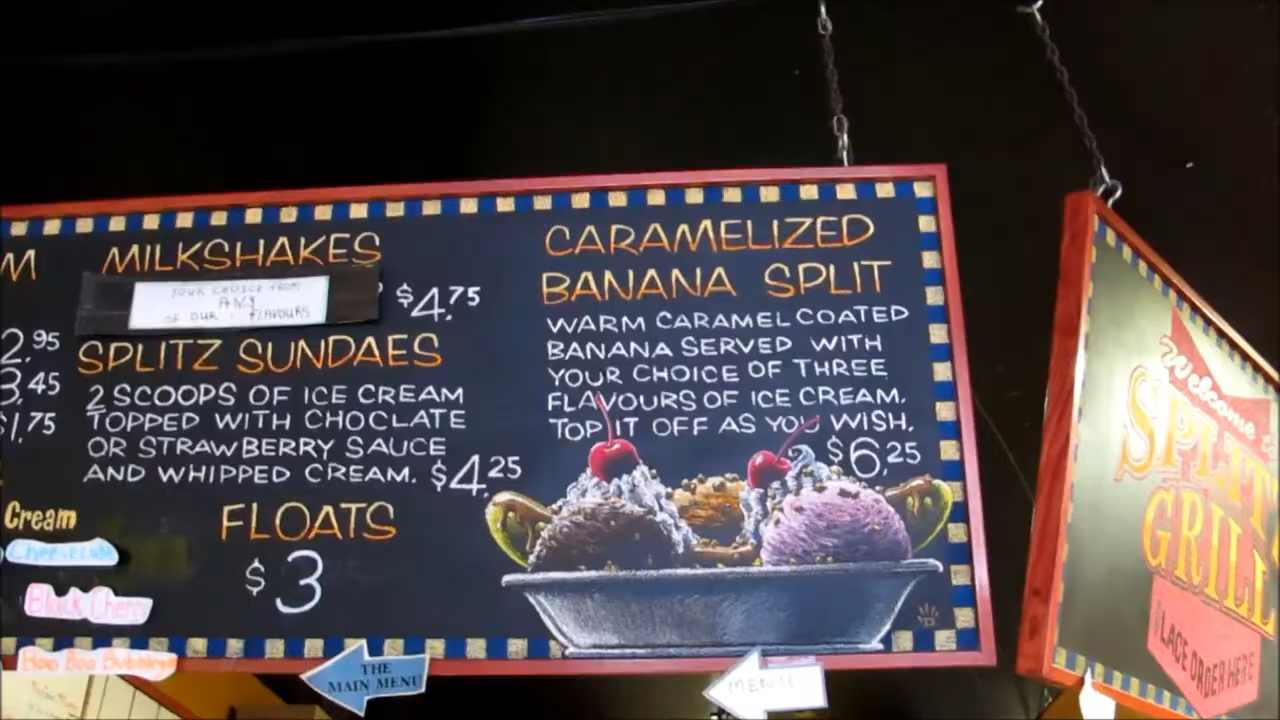 M
2.95
3.45
$1.75
Cream
Cheesecake
Black Cherry
Boo Boo Bubblegum
MILKSHAKES
YOUR CHOICE FROM
ANY
OF OUR FLAVOURS
$4.75
SPLITZ SUNDAES
2 SCOOPS OF ICE CREAM
TOPPED WITH CHOCLATE
OR STRAWBERRY SAUCE
AND WHIPPED CREAM. $4.25
FLOATS
$3
CARAMELIZED
BANANA SPLIT
WARM CARAMEL COATED
BANANA SERVED WITH
YOUR CHOICE OF THREE
FLAVOURS OF ICE CREAM.
TOP IT OFF AS YOU WISH.
$6.25
THE
MAIN MENU
MENU
Welcome
SPLIT
GRILL
PLACE ORDER HERE